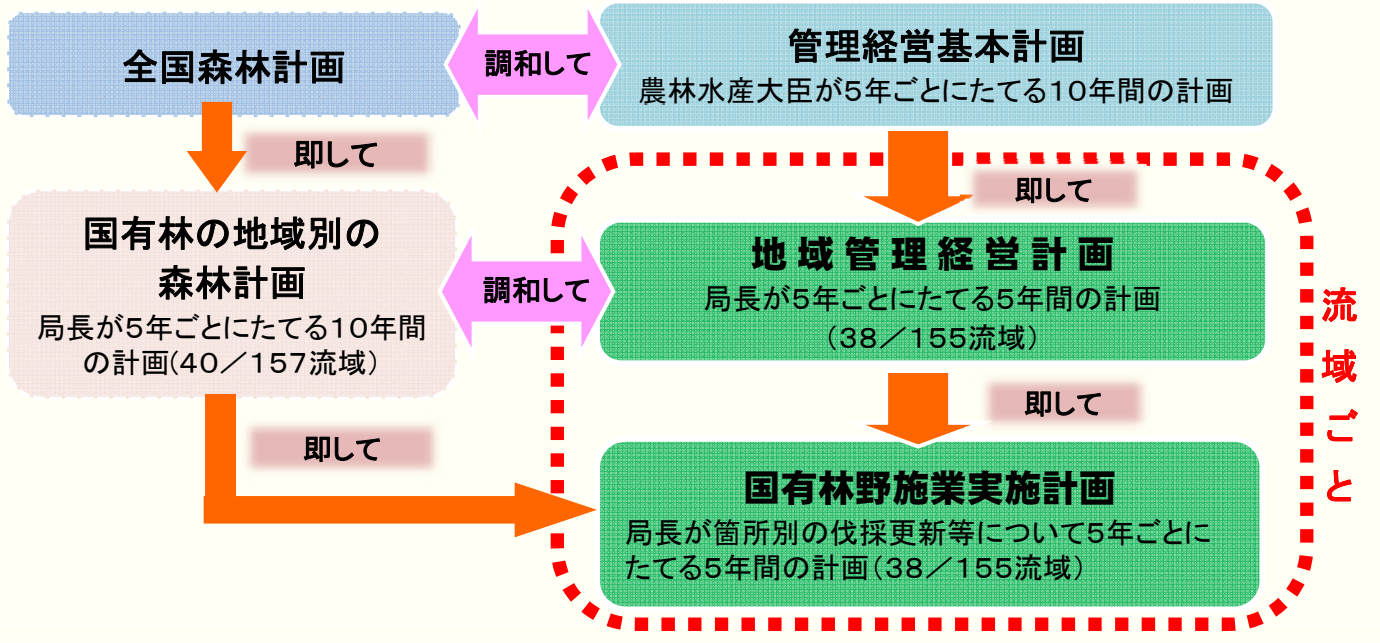 全国森林計画
調和して
管理経営基本計画
農林水産大臣が5年ごとにたてる10年間の計画
即して
即して
国有林の地域別の
森林計画
局長が5年ごとにたてる10年間
の計画(40/157流域)
調和して
地域管理経営計画
局長が5年ごとにたてる5年間の計画
(38/155流域)
流域ごと
即して
即して
国有林野施業実施計画
局長が箇所別の伐採更新等について5年ごとに
たてる5年間の計画(38/155流域)